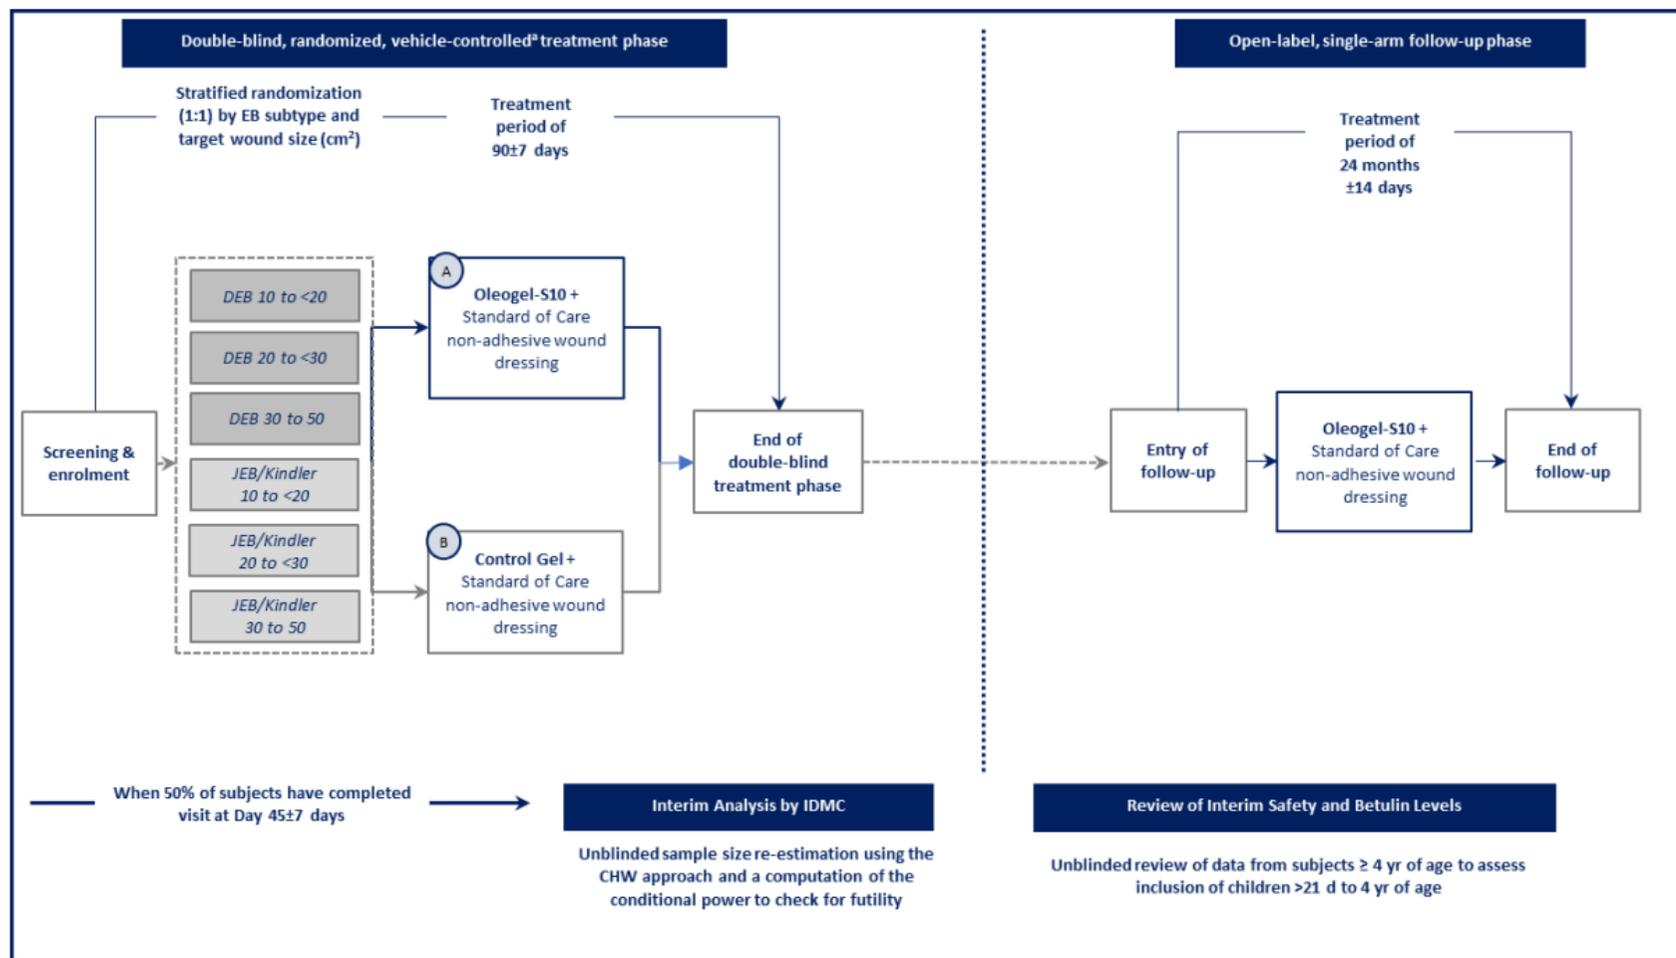 Double-blind, randomized, vehicle-controlledª treatment phase
Open-label, single-arm follow-up phase
Stratified randomization
(1:1) by EB subtype and
target wound size (cm²)
Treatment
period of
90±7 days
Treatment
period of
24 months
±14 days
Screening &
enrolment
DEB 10 to <20
DEB 20 to <30
DEB 30 to 50
JEB/Kindler
10 to <20
JEB/Kindler
20 to <30
JEB/Kindler
30 to 50
A
Oleogel-S10 +
Standard of Care
non-adhesive wound
dressing
B
Control Gel +
Standard of Care
non-adhesive wound
dressing
End of
double-blind
treatment phase
Entry of
follow-up
Oleogel-S10 +
Standard of Care
non-adhesive wound
dressing
End of
follow-up
When 50% of subjects have completed
visit at Day 45±7 days
Interim Analysis by IDMC
Unblinded sample size re-estimation using the
CHW approach and a computation of the
conditional power to check for futility
Review of Interim Safety and Betulin Levels
Unblinded review of data from subjects ≥ 4 yr of age to assess
inclusion of children >21 d to 4 yr of age